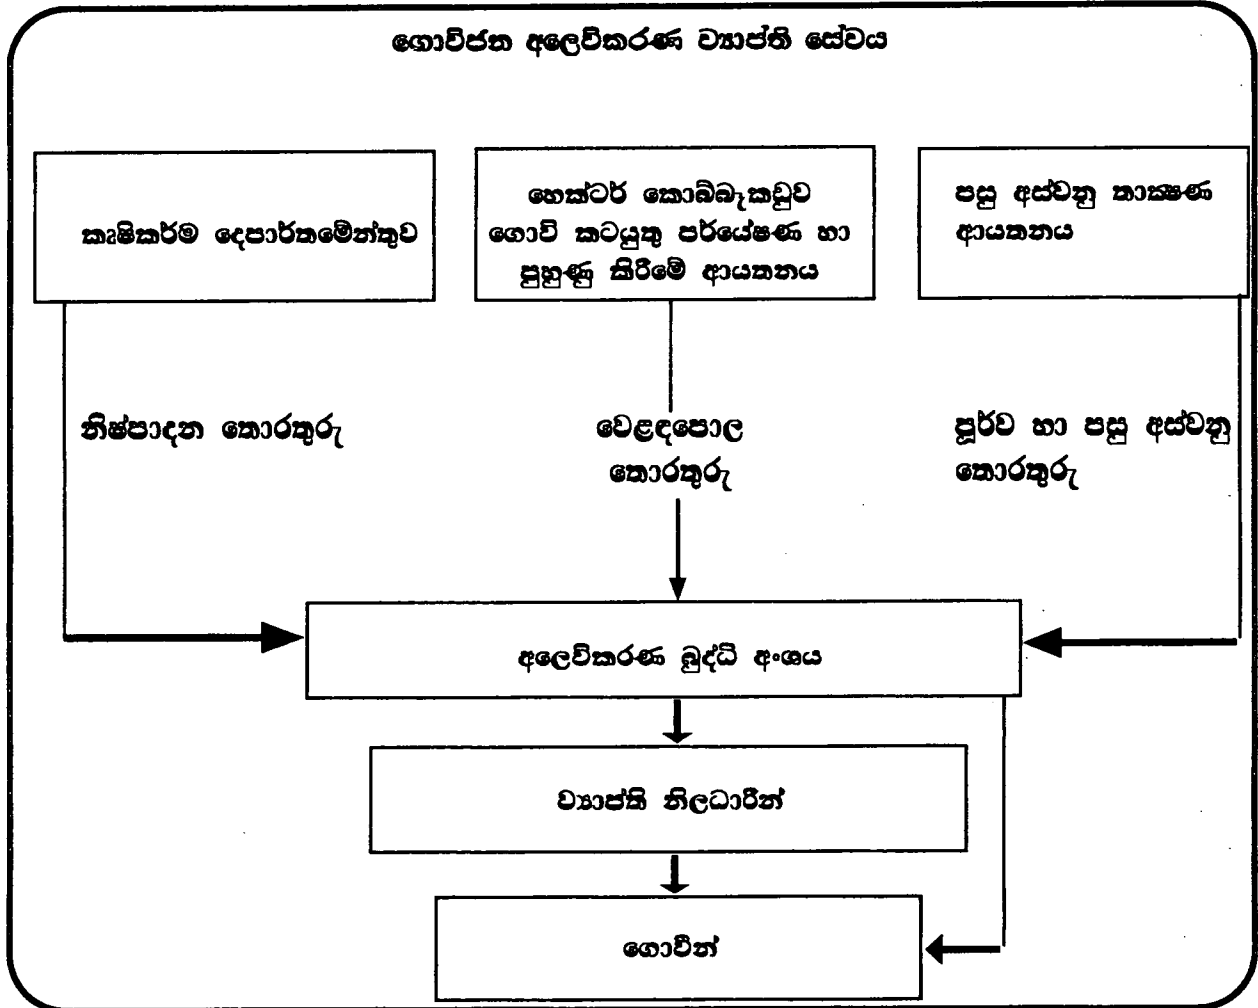 ගොවිජන අලෙවිකරණ ව්‍යාප්ති සේවය
කෘෂිකර්ම දෙපාර්තමේන්තුව
හෙක්ටර් කොබ්බෑකඩුව
ගොවි කටයුතු පර්යේෂණ හා
පුහුණු කිරීමේ ආයතනය
පසු අස්වනු තාක්ෂණ
ආයතනය
නිෂ්පාදන තොරතුරු
වෙළඳපොල
තොරතුරු
පූර්ව හා පසු අස්වනු
තොරතුරු
අලෙවිකරණ බුද්ධි අංශය
ව්‍යාප්ති නිලධාරීන්
ගොවීන්